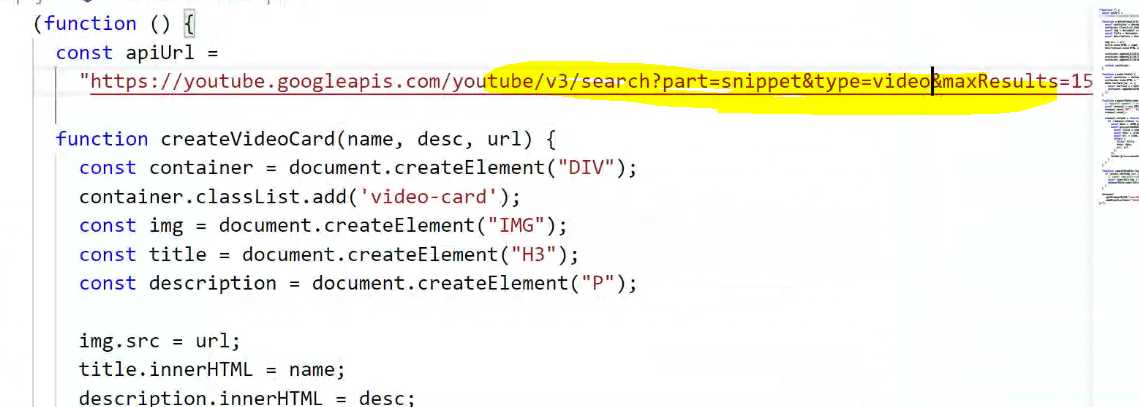 (function () {
const apiUrl =
"https://youtube.googleapis.com/youtube/v3/search?part=snippet&type=video&maxResults=15
function createVideoCard(name, desc, url) {
const container = document.createElement("DIV");
container.classList.add('video-card');
const img = document.createElement("IMG");
const title = document.createElement("H3");
const description = document.createElement("P");
img.src = url;
title.innerHTML = name;
description.innerHTML = desc;